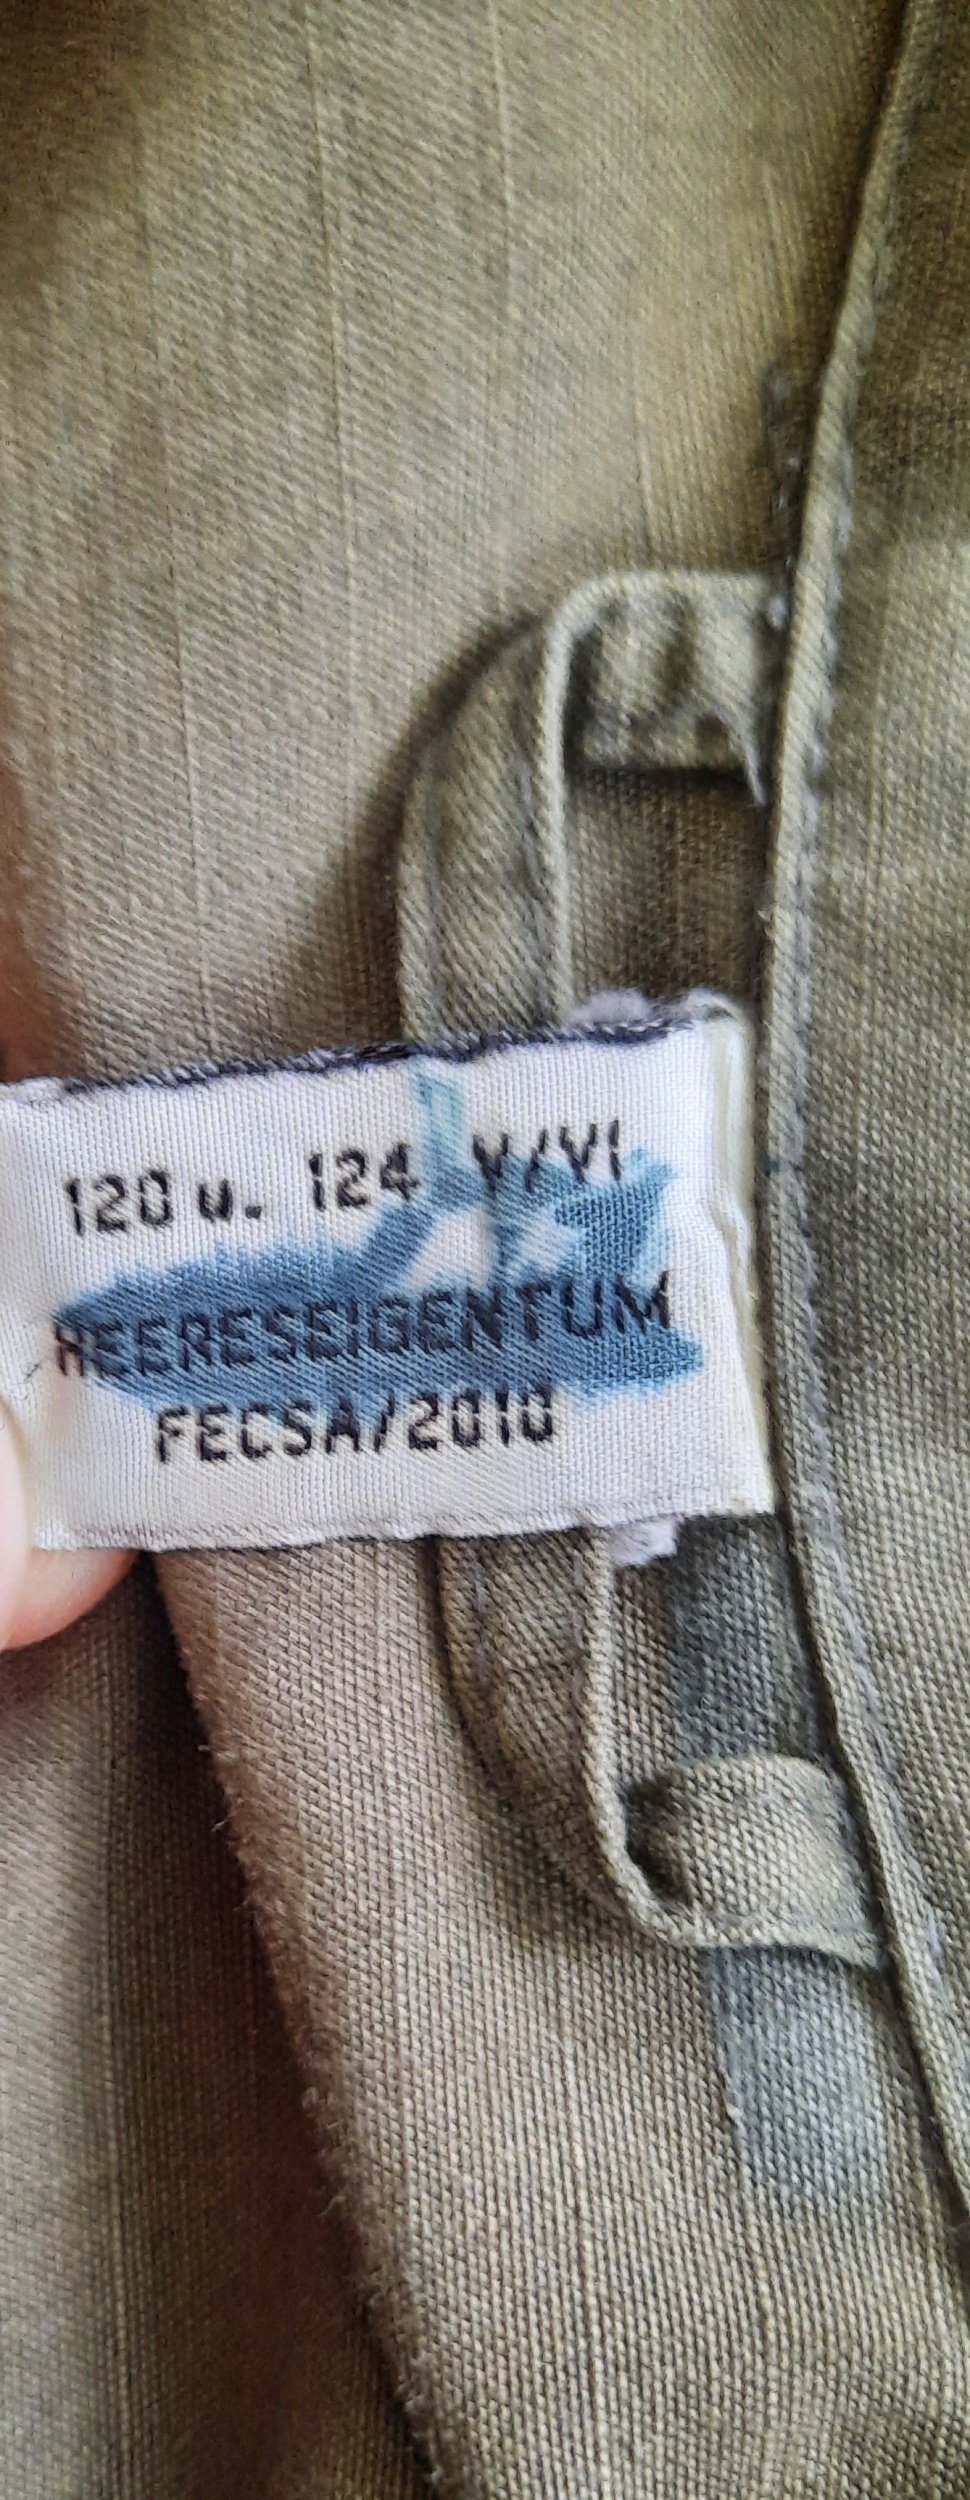 120 u. 124 V/VI
HEERESEIGENTUM
FECSA/2010